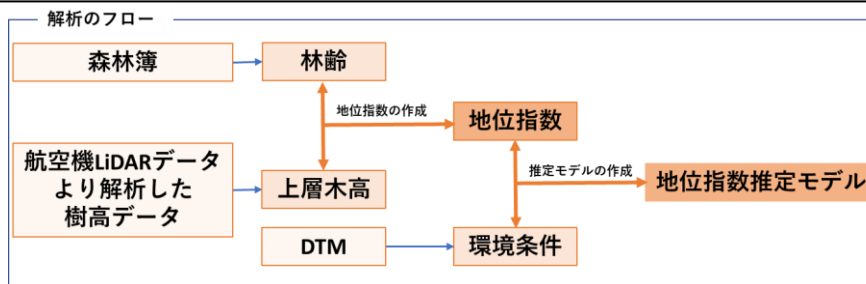 解析のフロー
森林簿
林齢
地位指数の作成
地位指数
航空機LiDARデータ
より解析した
樹高データ
上層木高
推定モデルの作成
地位指数推定モデル
DTM
環境条件